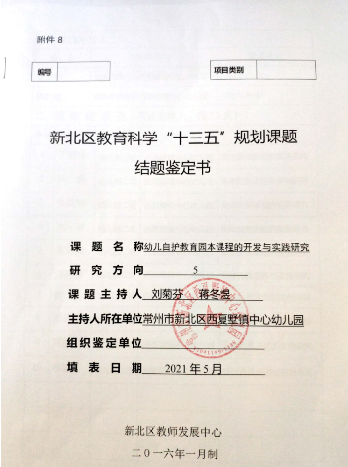 附件 8
编号 项目类别
新北区教育科学“十三五”规划课题
结题鉴定书
课题名称 幼儿自护教育园本课程的开发与实践研究
研究方向 5
课题主持人 刘菊芬 蒋冬煜
主持人所在单位 常州市新北区西夏墅镇中心幼儿园
组织鉴定单位
填表日期 2021年5月
新北区教师发展中心
二〇一六年一月制